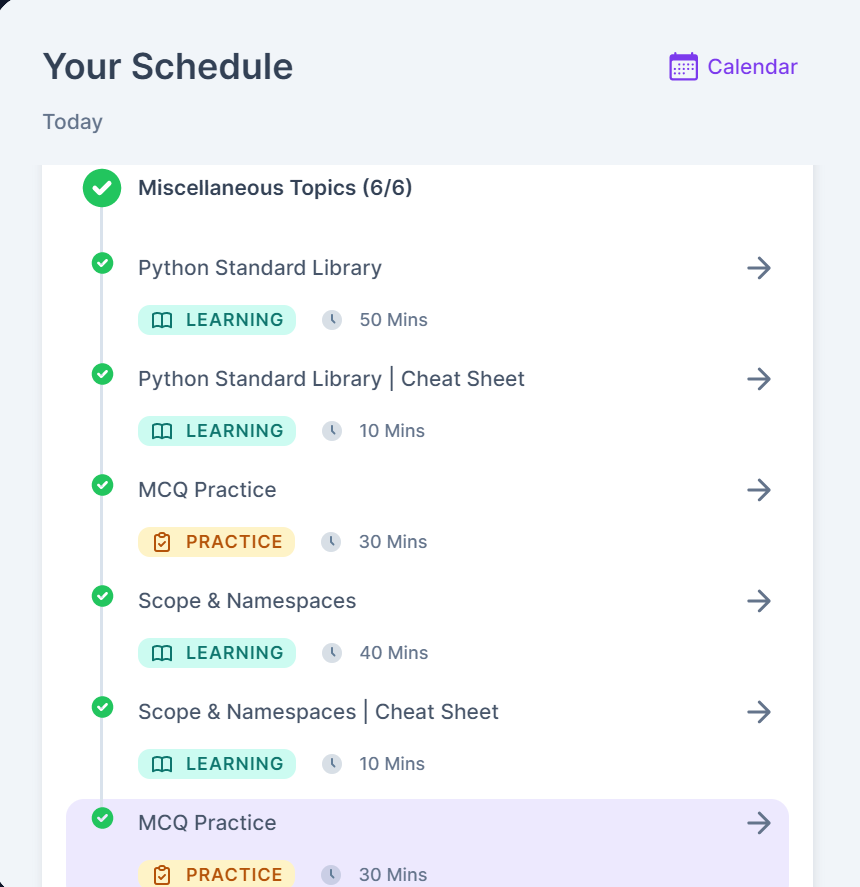 Your Schedule
Calendar
Today
Miscellaneous Topics (6/6)
Python Standard Library
LEARNING 50 Mins
Python Standard Library | Cheat Sheet
LEARNING 10 Mins
MCQ Practice
PRACTICE 30 Mins
Scope & Namespaces
LEARNING 40 Mins
Scope & Namespaces | Cheat Sheet
LEARNING 10 Mins
MCQ Practice
PRACTICE 30 Mins